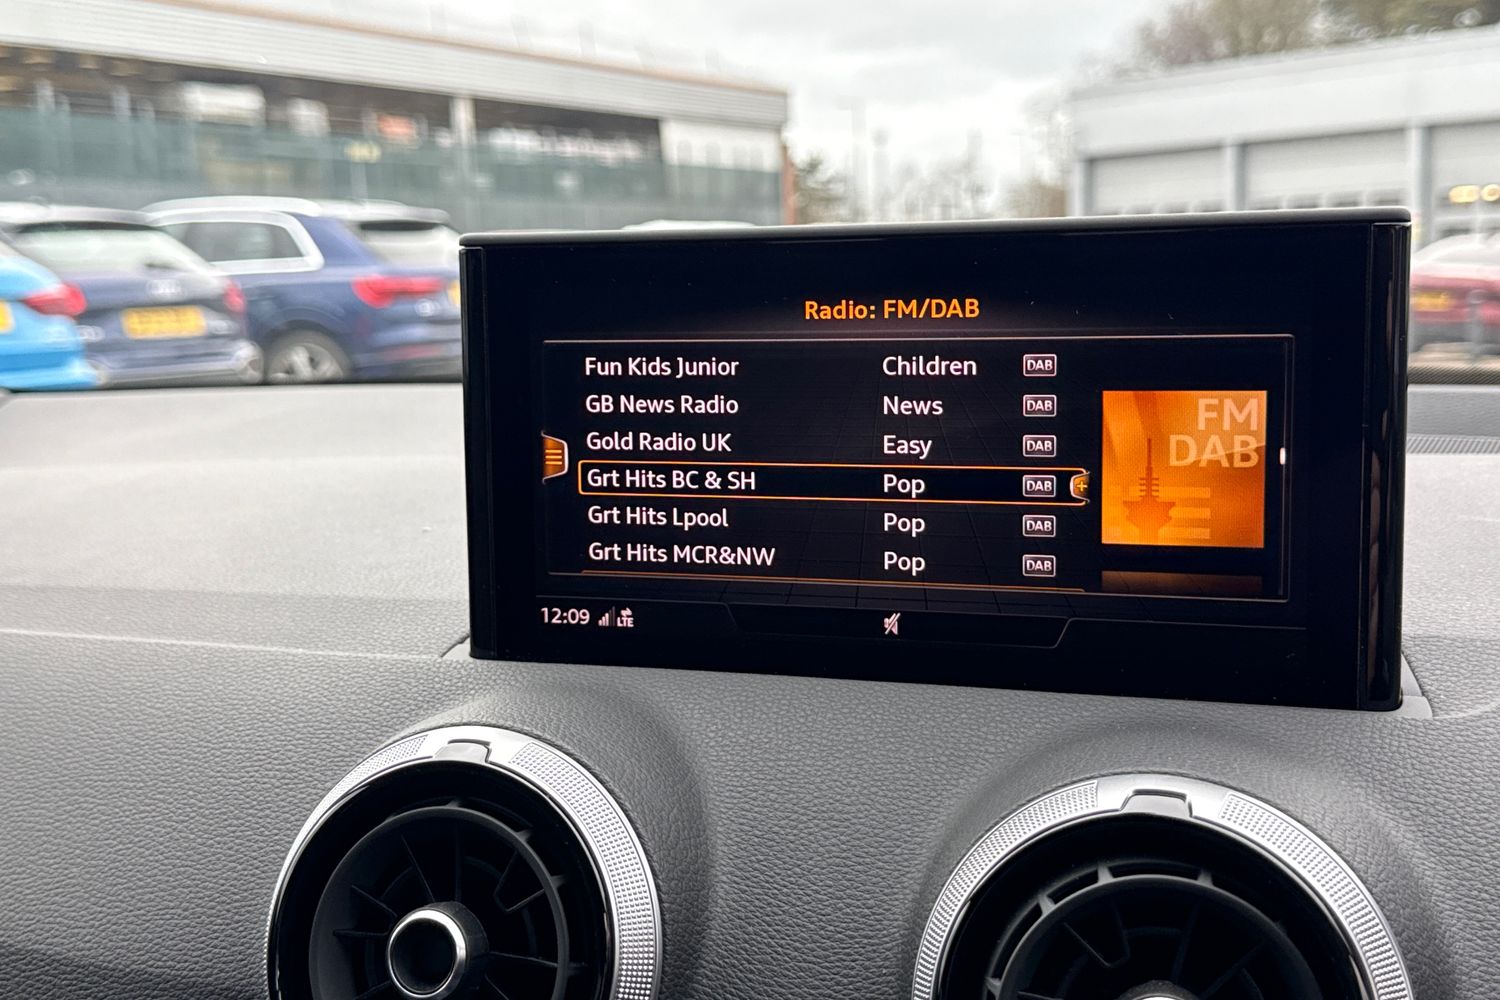 Radio: FM/DAB
Fun Kids Junior Children DAB
GB News Radio News DAB
Gold Radio UK Easy DAB
Grt Hits BC & SH Pop DAB +
Grt Hits Lpool Pop DAB
Grt Hits MCR&NW Pop DAB
FM
DAB
12:09 LTE